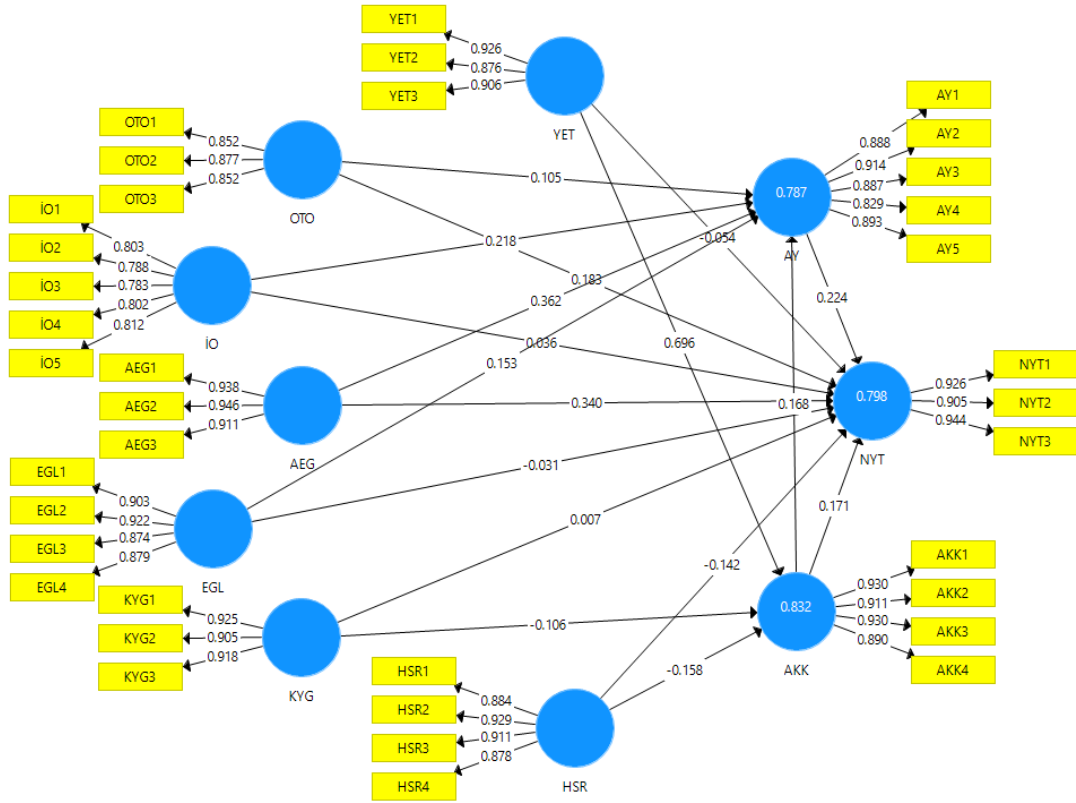 YET1
YET2
YET3
0.926
0.876
0.906
YET
OTO1
OTO2
OTO3
0.852
0.877
0.852
OTO
İO1
İO2
İO3
İO4
İO5
0.803
0.788
0.783
0.802
0.812
İO
AEG1
AEG2
AEG3
0.938
0.946
0.911
AEG
EGL1
EGL2
EGL3
EGL4
0.903
0.922
0.874
0.879
EGL
KYG1
KYG2
KYG3
0.925
0.905
0.918
KYG
HSR1
HSR2
HSR3
HSR4
0.884
0.929
0.911
0.878
HSR
0.105
0.218
-0.054
0.183
0.362
0.153
0.036
0.696
0.340
0.168
-0.031
0.007
-0.142
-0.106
-0.158
0.224
0.171
0.787
AY
0.888
0.914
0.887
0.829
0.893
AY1
AY2
AY3
AY4
AY5
0.798
NYT
0.926
0.905
0.944
NYT1
NYT2
NYT3
0.832
AKK
0.930
0.911
0.930
0.890
AKK1
AKK2
AKK3
AKK4